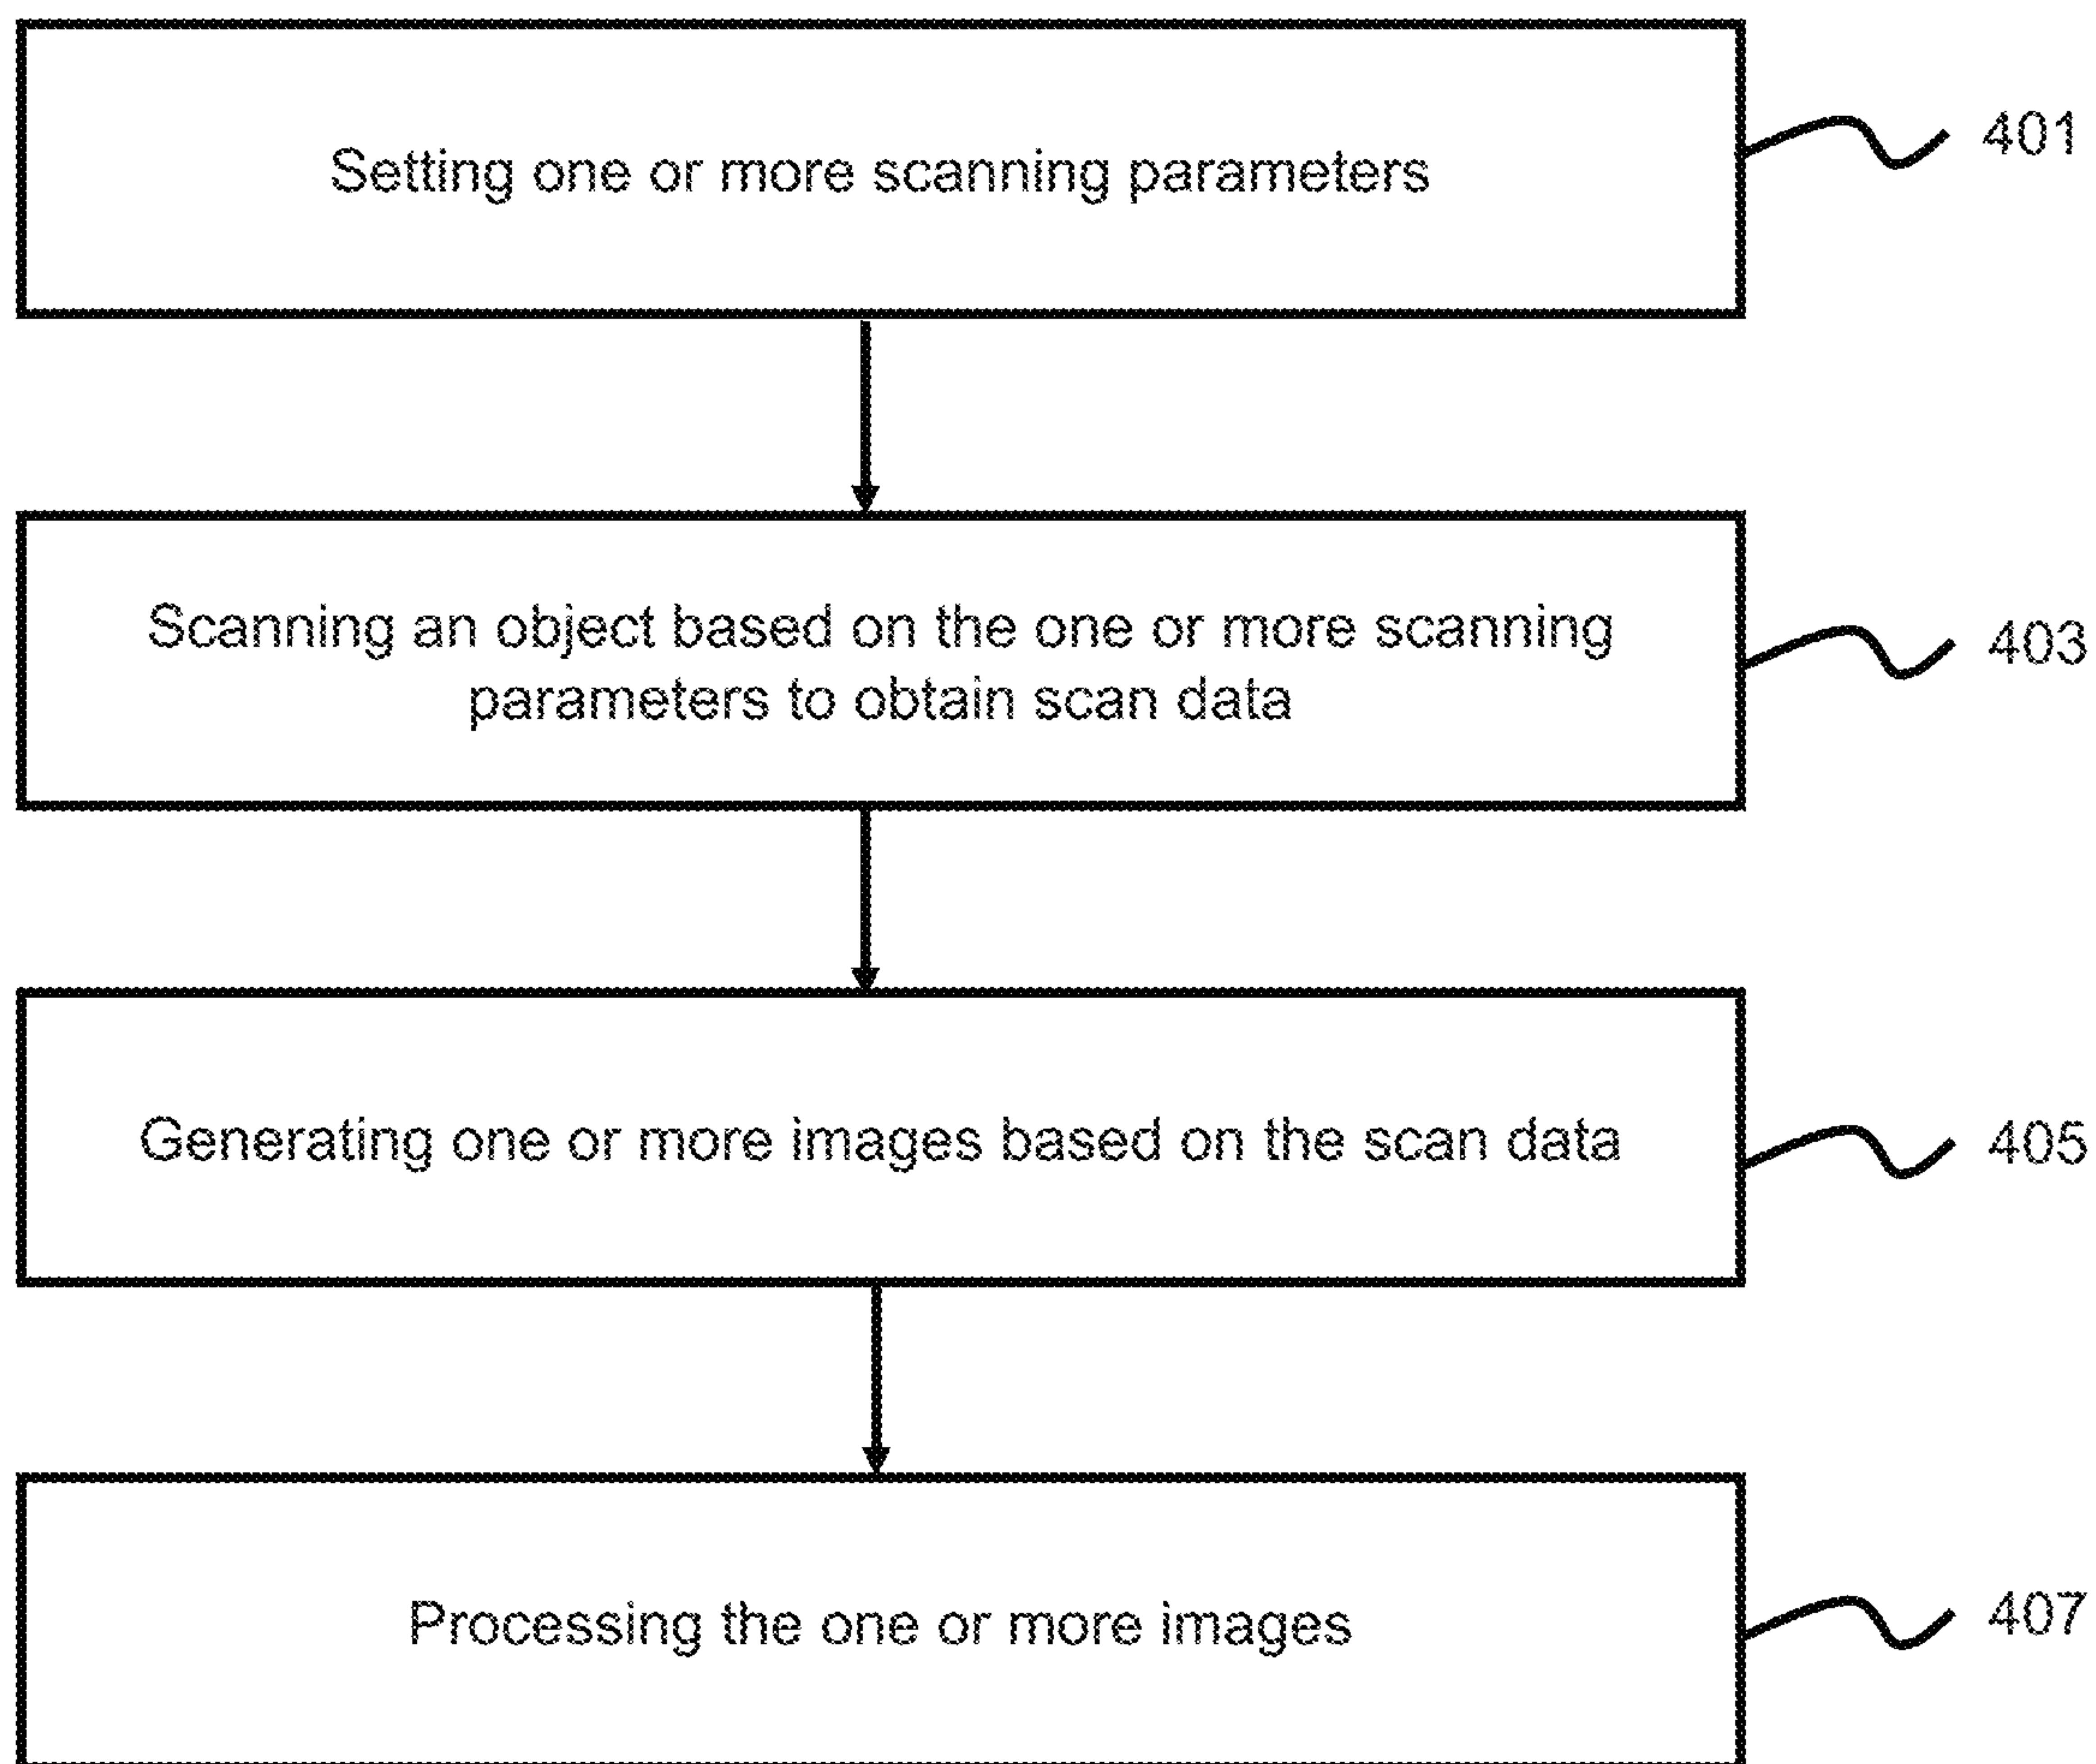 Setting one or more scanning parameters
401
Scanning an object based on the one or more scanning
parameters to obtain scan data
403
Generating one or more images based on the scan data
405
Processing the one or more images
407